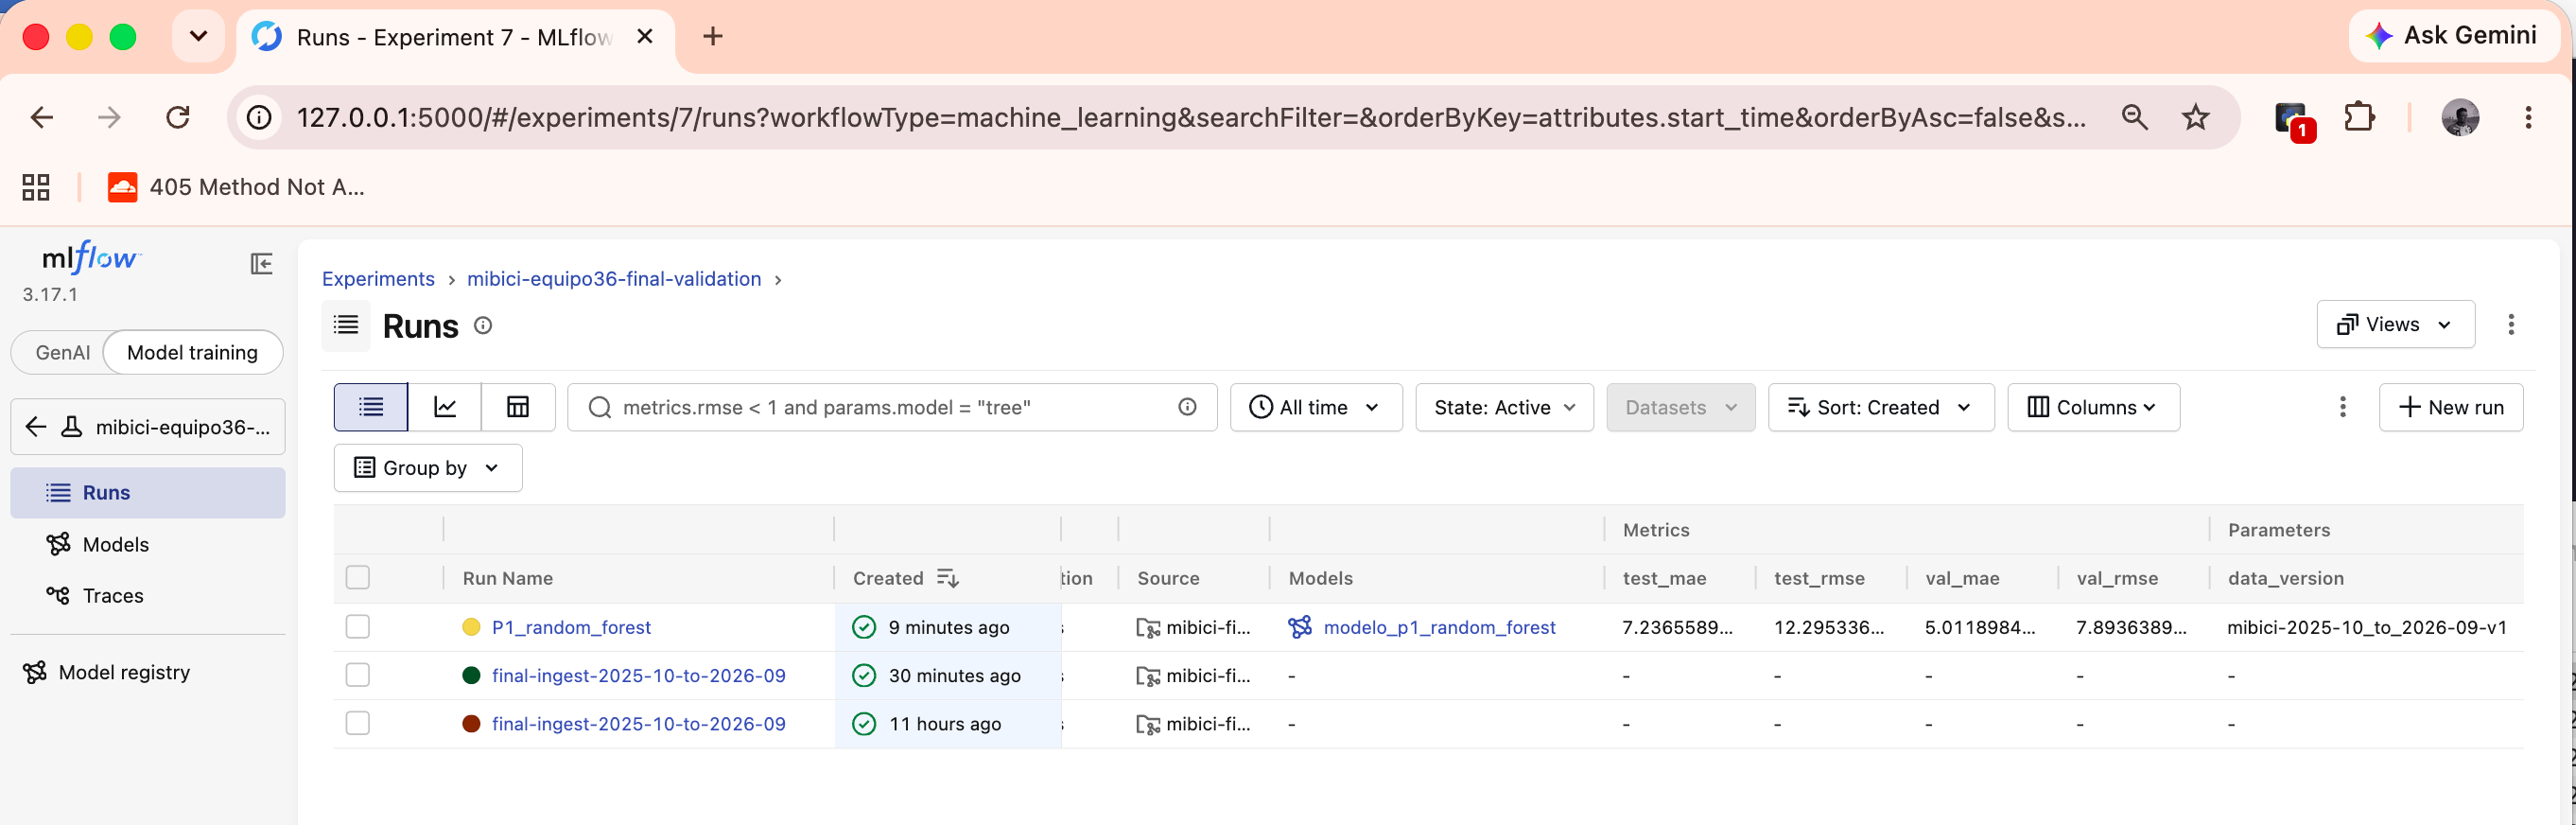 Runs - Experiment 7 - MLflow
Ask Gemini
127.0.0.1:5000/#/experiments/7/runs?workflowType=machine_learning&searchFilter=&orderByKey=attributes.start_time&orderByAsc=false&s...
1
405 Method Not A...
mlflow
3.17.1
GenAI
Model training
mibici-equipo36-...
Runs
Models
Traces
Model registry
Experiments > mibici-equipo36-final-validation >
Runs
Views
metrics.rmse < 1 and params.model = "tree"
All time
State: Active
Datasets
Sort: Created
Columns
New run
Group by
Metrics Parameters
Run Name Created tion Source Models test_mae test_rmse val_mae val_rmse data_version
P1_random_forest 9 minutes ago mibici-fi... modelo_p1_random_forest 7.2365589... 12.295336... 5.0118984... 7.8936389... mibici-2025-10_to_2026-09-v1
final-ingest-2025-10-to-2026-09 30 minutes ago mibici-fi... - - - - - -
final-ingest-2025-10-to-2026-09 11 hours ago mibici-fi... - - - - - -